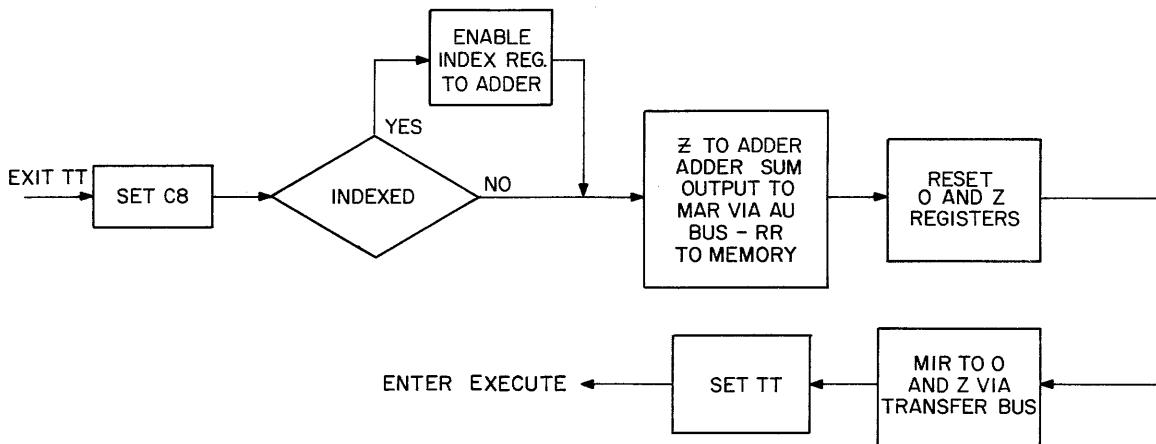 ENABLE
INDEX REG.
TO ADDER
YES
EXIT TT
SET C8
INDEXED
NO
Z TO ADDER
ADDER SUM
OUTPUT TO
MAR VIA AU
BUS - RR
TO MEMORY
RESET
O AND Z
REGISTERS
ENTER EXECUTE
SET TT
MIR TO O
AND Z VIA
TRANSFER BUS